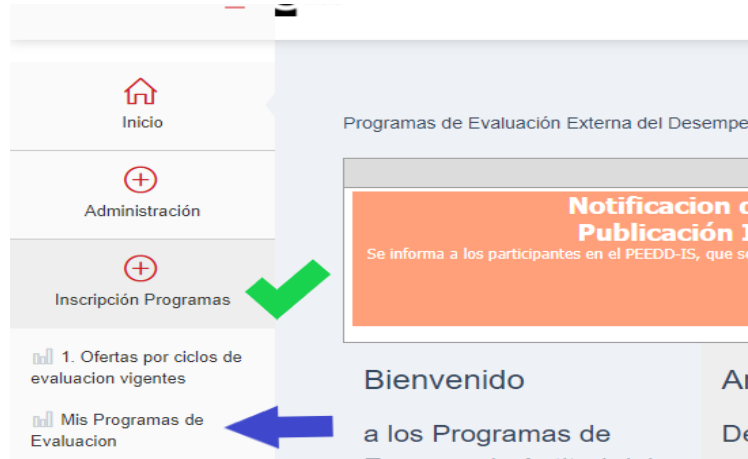 Inicio
Programas de Evaluación Externa del Desempe
Administración
Notificacion
Publicación
Se informa a los participantes en el PEEDD-IS, que
Inscripción Programas
1. Ofertas por ciclos de
evaluacion vigentes
Mis Programas de
Evaluacion
Bienvenido
a los Programas de